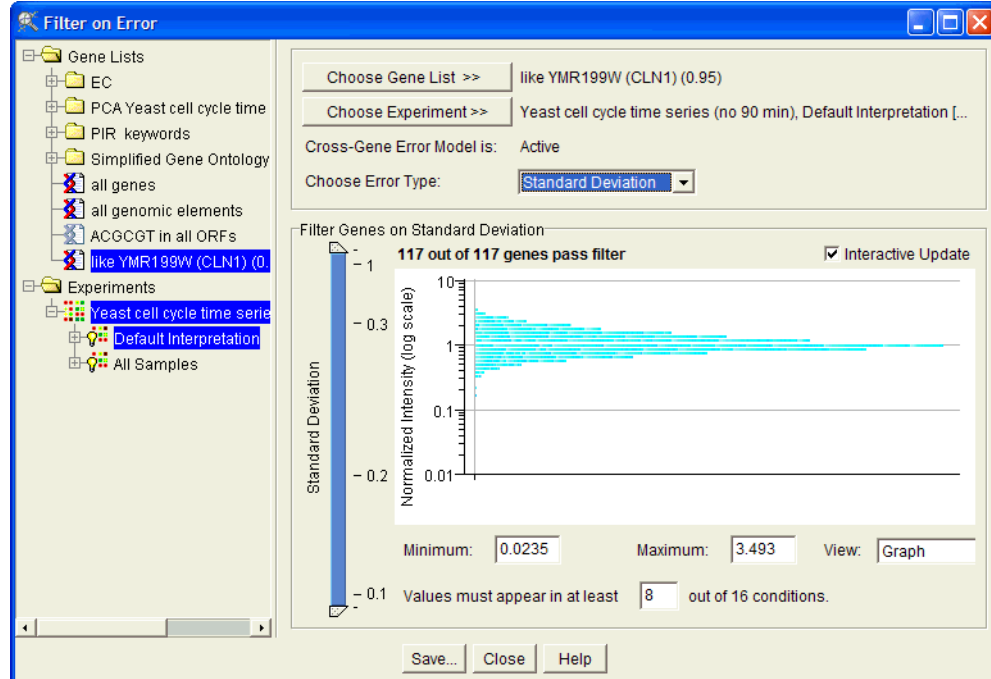 Filter on Error
Gene Lists
EC
PCA Yeast cell cycle time
PIR keywords
Simplified Gene Ontology
all genes
all genomic elements
ACGCGT in all ORFs
like YMR199W (CLN1) (0.
Experiments
Yeast cell cycle time serie
Default Interpretation
All Samples
Choose Gene List >> like YMR199W (CLN1) (0.95)
Choose Experiment >> Yeast cell cycle time series (no 90 min), Default Interpretation [...
Cross-Gene Error Model is: Active
Choose Error Type: Standard Deviation
Filter Genes on Standard Deviation
117 out of 117 genes pass filter
Interactive Update
Standard Deviation
1
0.3
0.2
0.1
Normalized Intensity (log scale)
10
1
0.1
0.01
Minimum: 0.0235 Maximum: 3.493 View: Graph
Values must appear in at least 8 out of 16 conditions.
Save... Close Help